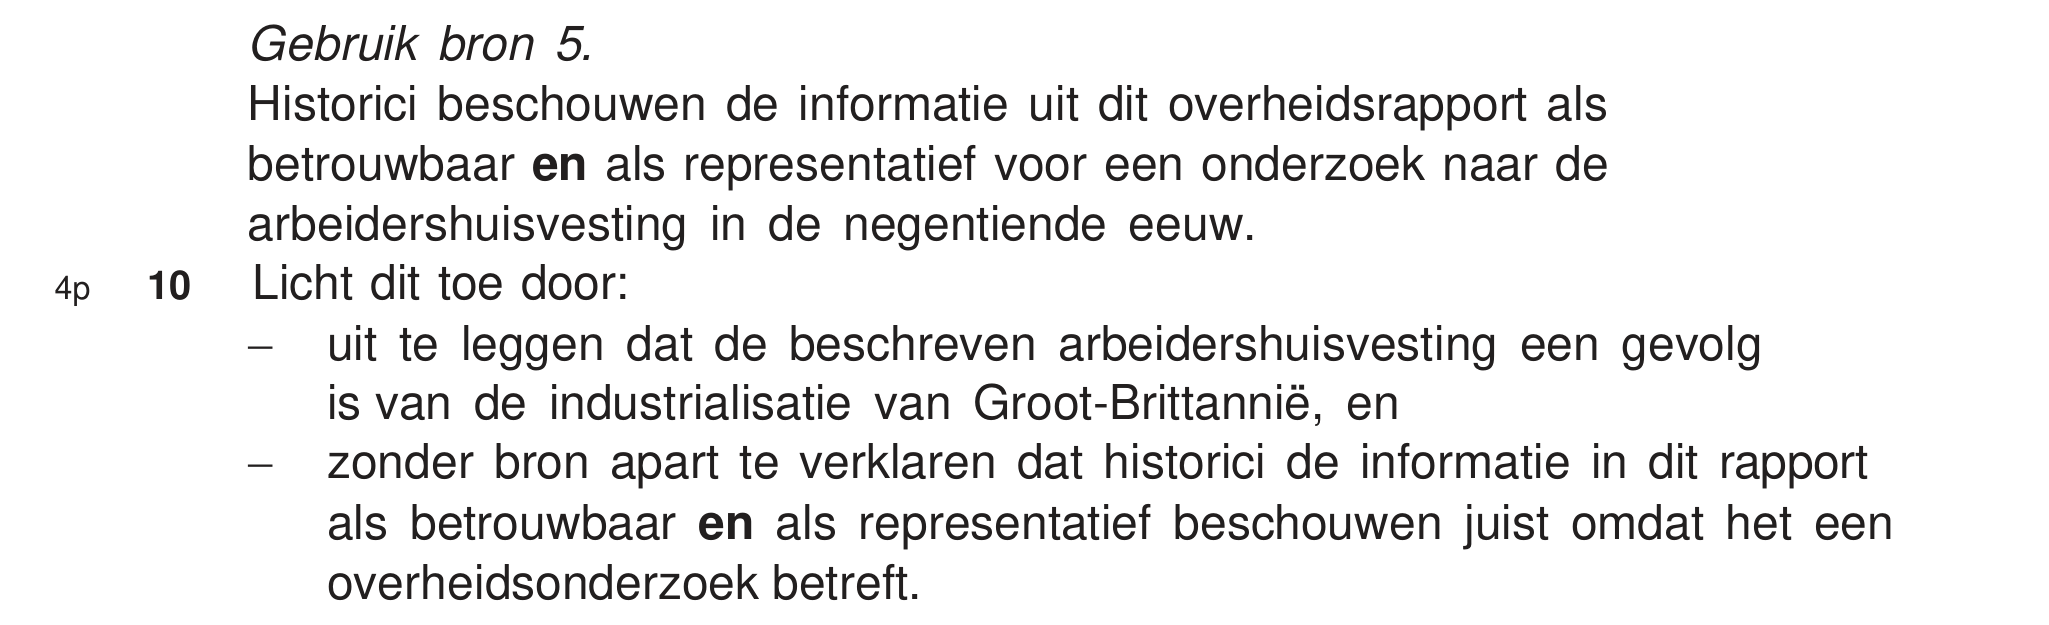 Gebruik bron 5.
Historici beschouwen de informatie uit dit overheidsrapport als
betrouwbaar en als representatief voor een onderzoek naar de
arbeidershuisvesting in de negentiende eeuw.
4p 10 Licht dit toe door:
– uit te leggen dat de beschreven arbeidershuisvesting een gevolg
is van de industrialisatie van Groot-Brittannië, en
– zonder bron apart te verklaren dat historici de informatie in dit rapport
als betrouwbaar en als representatief beschouwen juist omdat het een
overheidsonderzoek betreft.